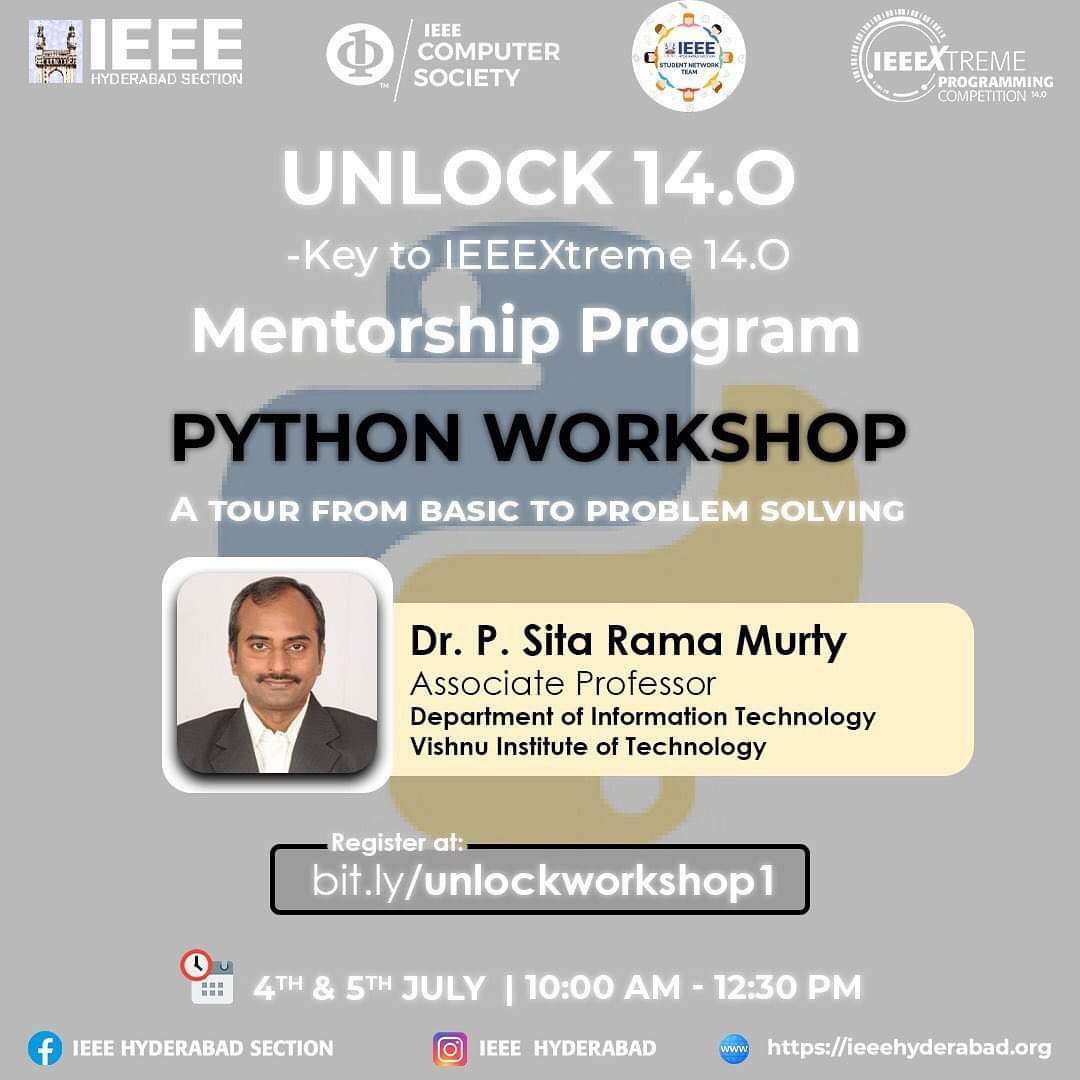 IEEE
HYDERABAD SECTION
IEEE
COMPUTER
SOCIETY
TM
IEEE
STUDENT NETWORK
TEAM
IEEEXTREME
PROGRAMMING
COMPETITION 14.0
UNLOCK 14.O
-Key to IEEEXtreme 14.O
Mentorship Program
PYTHON WORKSHOP
A TOUR FROM BASIC TO PROBLEM SOLVING
Dr. P. Sita Rama Murty
Associate Professor
Department of Information Technology
Vishnu Institute of Technology
Register at:
bit.ly/unlockworkshop1
4TH & 5TH JULY | 10:00 AM - 12:30 PM
IEEE HYDERABAD SECTION
IEEE HYDERABAD
www
https://ieeehyderabad.org